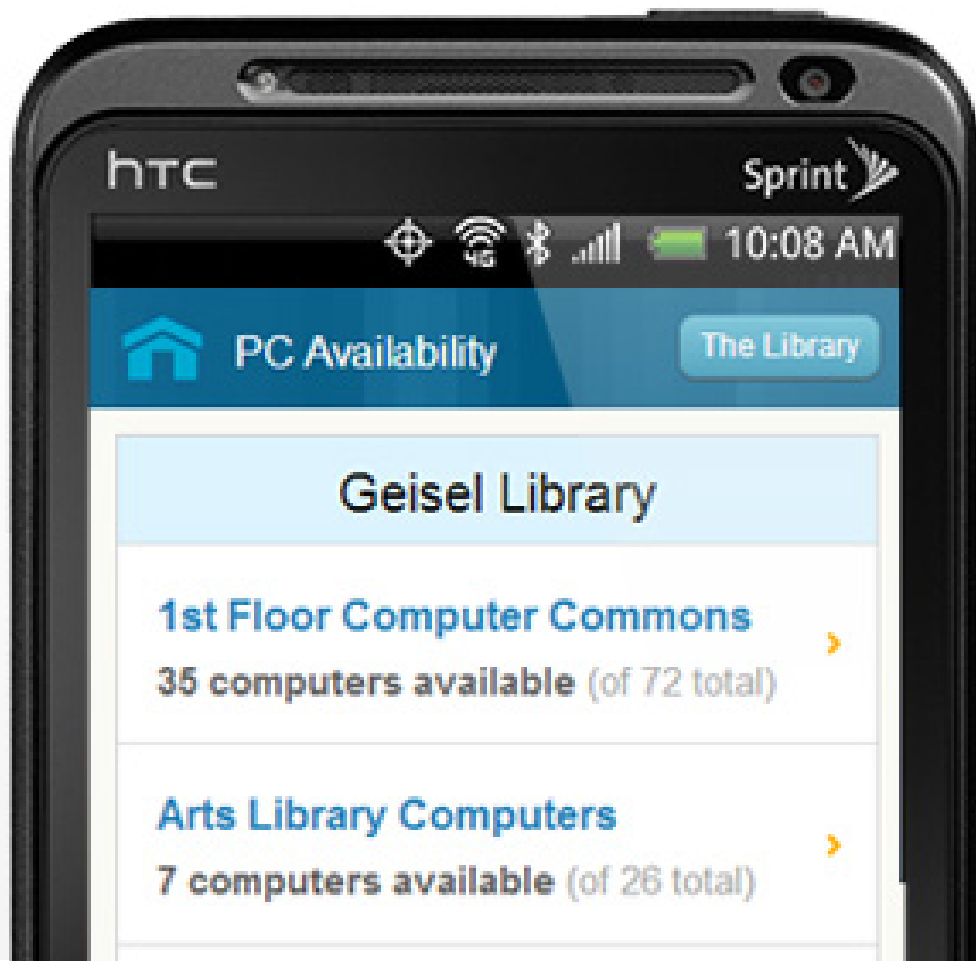 htc
Sprint
4G 10:08 AM
PC Availability
The Library
Geisel Library
1st Floor Computer Commons
35 computers available (of 72 total)
Arts Library Computers
7 computers available (of 26 total)